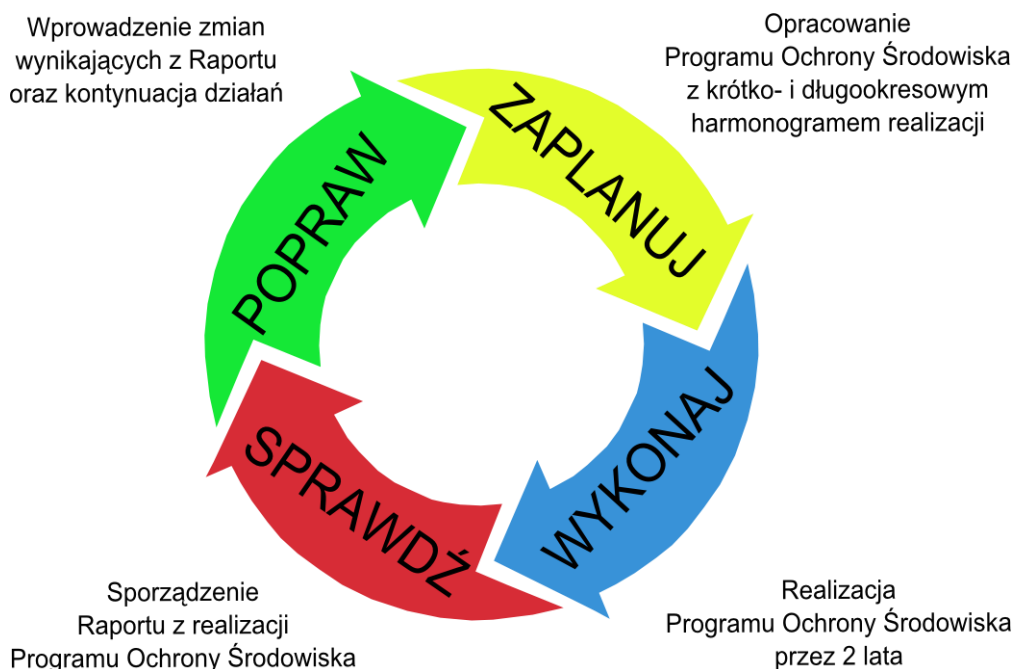 Wprowadzenie zmian
wynikających z Raportu
oraz kontynuacja działań
Opracowanie
Programu Ochrony Środowiska
z krótko- i długookresowym
harmonogramem realizacji
POPRAW
ZAPLANUJ
SPRAWDŹ
WYKONAJ
Sporządzenie
Raportu z realizacji
Programu Ochrony Środowiska
Realizacja
Programu Ochrony Środowiska
przez 2 lata